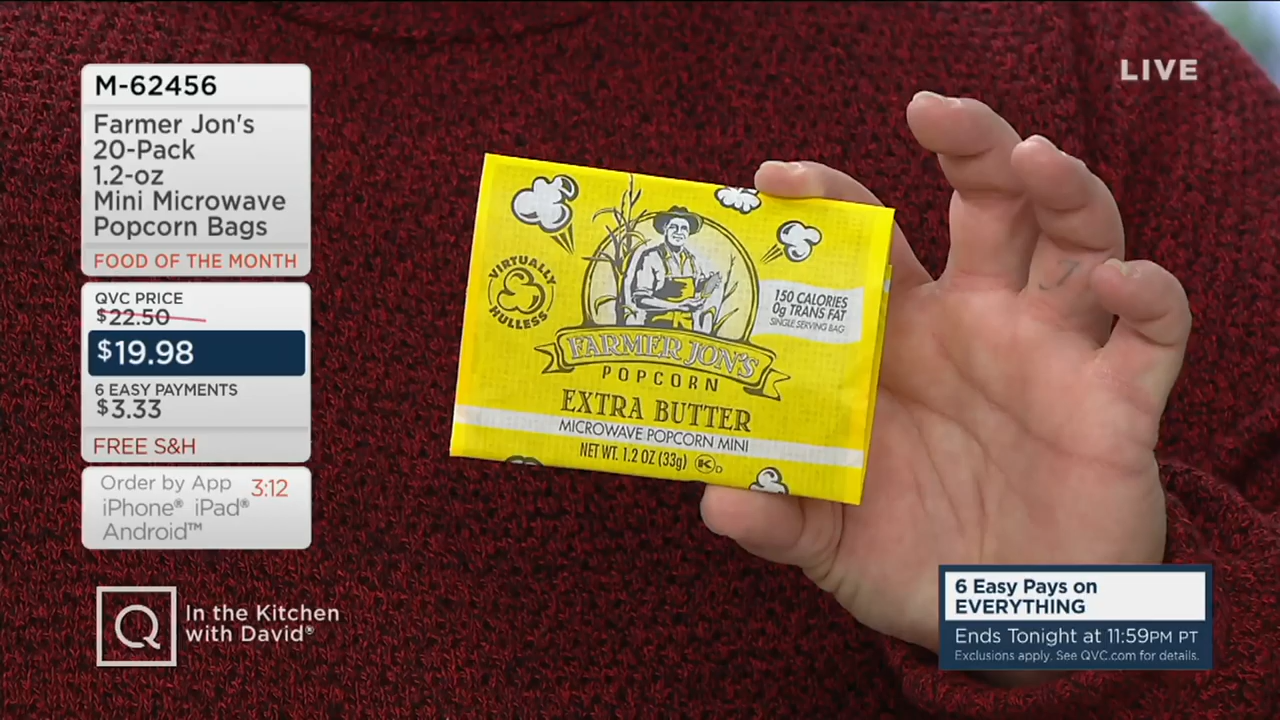 M-62456
Farmer Jon's
20-Pack
1.2-oz
Mini Microwave
Popcorn Bags
FOOD OF THE MONTH
QVC PRICE
$22.50
$19.98
6 EASY PAYMENTS
$3.33
FREE S&H
Order by App 3:12
iPhone® iPad®
Android™
Q
In the Kitchen
with David®
LIVE
VIRTUALLY
HULLESS
150 CALORIES
0g TRANS FAT
SINGLE SERVING BAG
FARMER JON'S
POPCORN
EXTRA BUTTER
MICROWAVE POPCORN MINI
NET WT. 1.2 OZ (33g) K D
6 Easy Pays on
EVERYTHING
Ends Tonight at 11:59PM PT
Exclusions apply. See QVC.com for details.